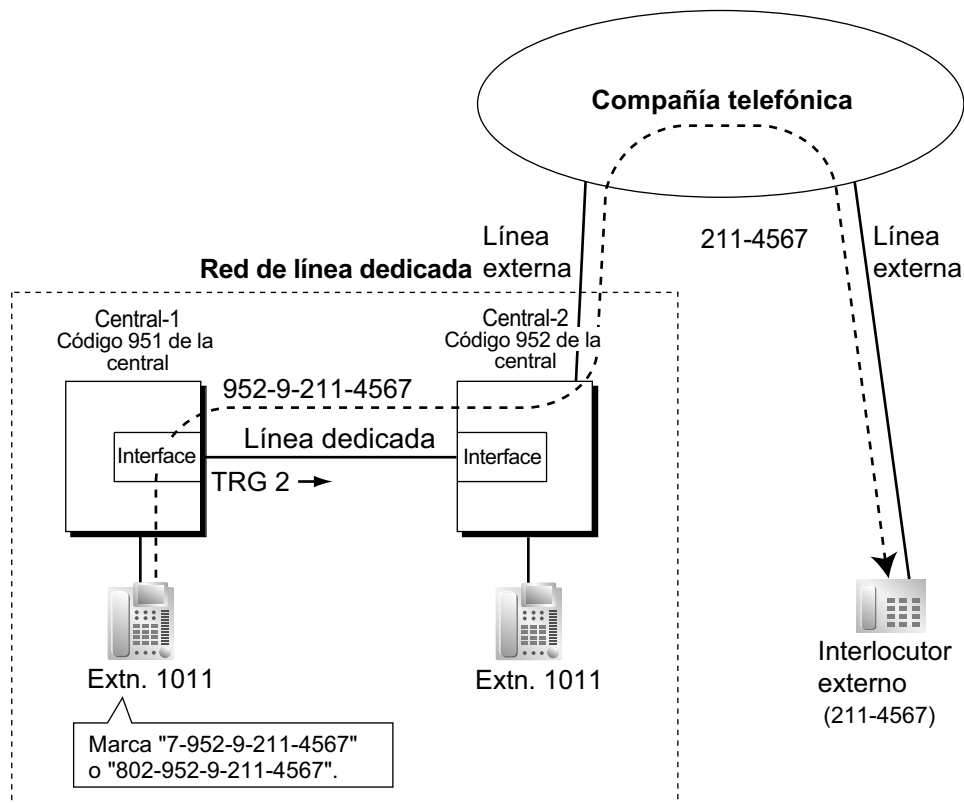 Compañía telefónica
Línea
externa
211-4567
Línea
externa
Red de línea dedicada
Central-1
Código 951 de la
central
Central-2
Código 952 de la
central
952-9-211-4567
Línea dedicada
Interface
Interface
TRG 2
Extn. 1011
Extn. 1011
Interlocutor
externo
(211-4567)
Marca "7-952-9-211-4567"
o "802-952-9-211-4567".